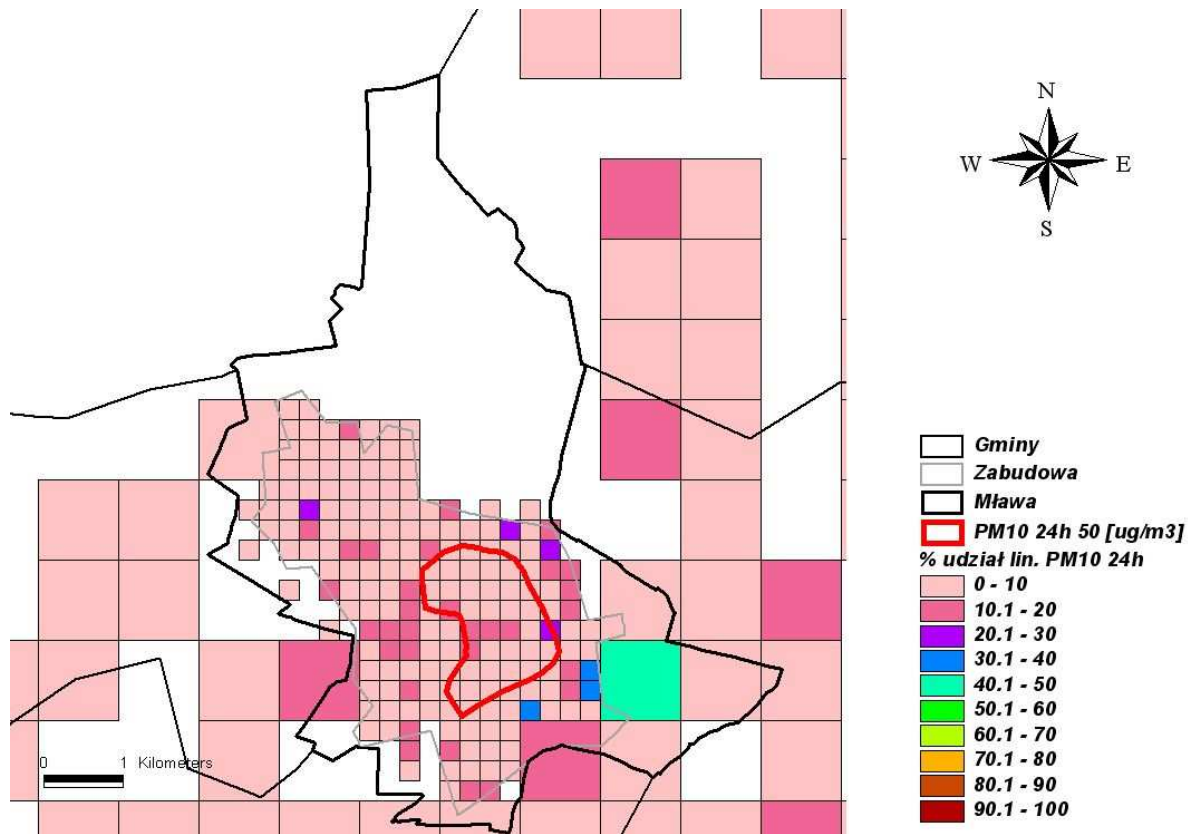 N
W
E
S
Gminy
Zabudowa
Mława
PM10 24h 50 [ug/m3]
% udział lin. PM10 24h
0 - 10
10.1 - 20
20.1 - 30
30.1 - 40
40.1 - 50
50.1 - 60
60.1 - 70
70.1 - 80
80.1 - 90
90.1 - 100
0 1 Kilometers